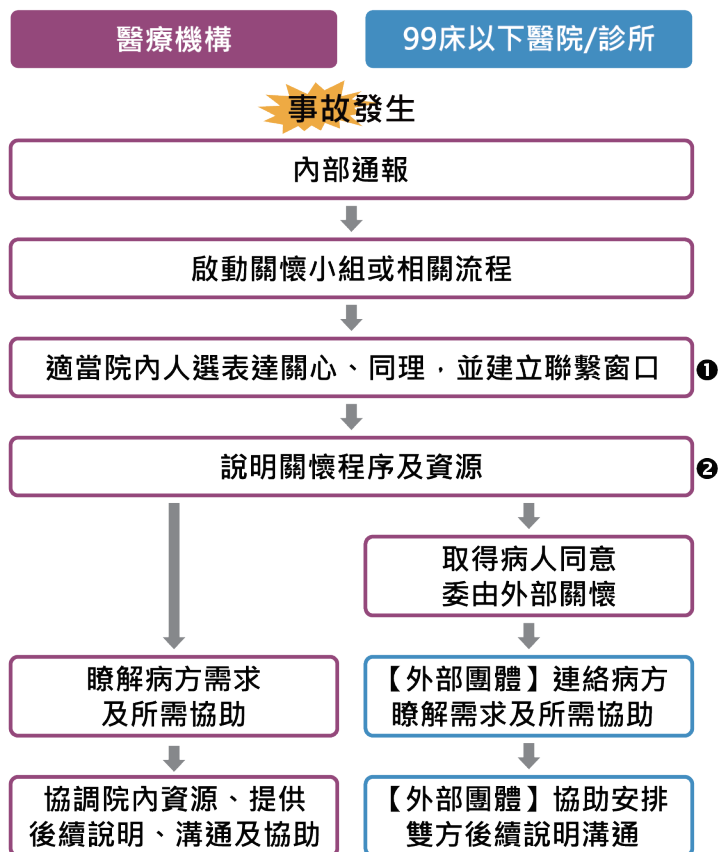 醫療機構
99床以下醫院/診所
事故發生
內部通報
啟動關懷小組或相關流程
適當院內人選表達關心、同理，並建立聯繫窗口
❶
說明關懷程序及資源
❷
取得病人同意
委由外部關懷
瞭解病方需求
及所需協助
【外部團體】連絡病方
瞭解需求及所需協助
協調院內資源、提供
後續說明、溝通及協助
【外部團體】協助安排
雙方後續說明溝通